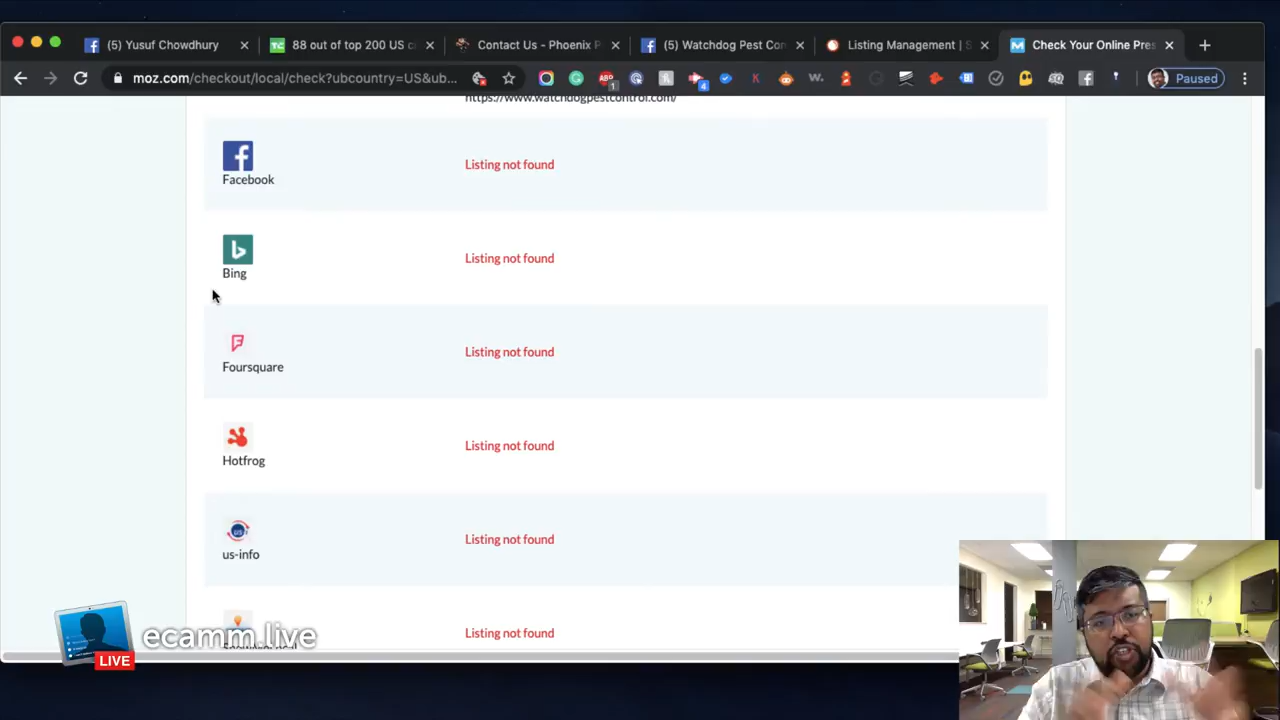 (5) Yusuf Chowdhury
88 out of top 200 US c
Contact Us - Phoenix P
(5) Watchdog Pest Con
Listing Management | S
Check Your Online Pres
moz.com/checkout/local/check?ubcountry=US&ub...
Paused
https://www.watchdogpestcontrol.com/
Facebook
Listing not found
Bing
Listing not found
Foursquare
Listing not found
Hotfrog
Listing not found
us-info
Listing not found
Listing not found
ecamm.live
LIVE